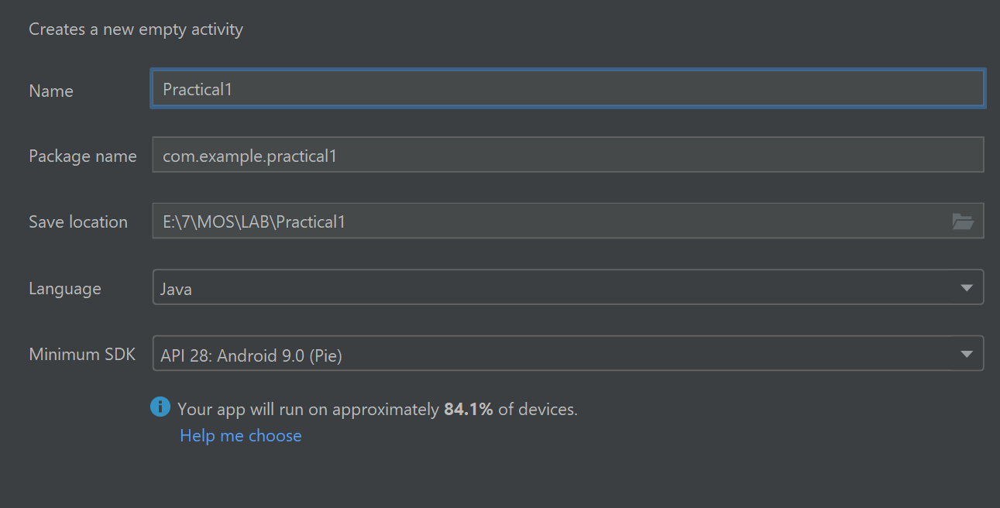 Creates a new empty activity
Name Practical1
Package name com.example.practical1
Save location E:\7\MOS\LAB\Practical1
Language Java
Minimum SDK API 28: Android 9.0 (Pie)
Your app will run on approximately 84.1% of devices.
Help me choose